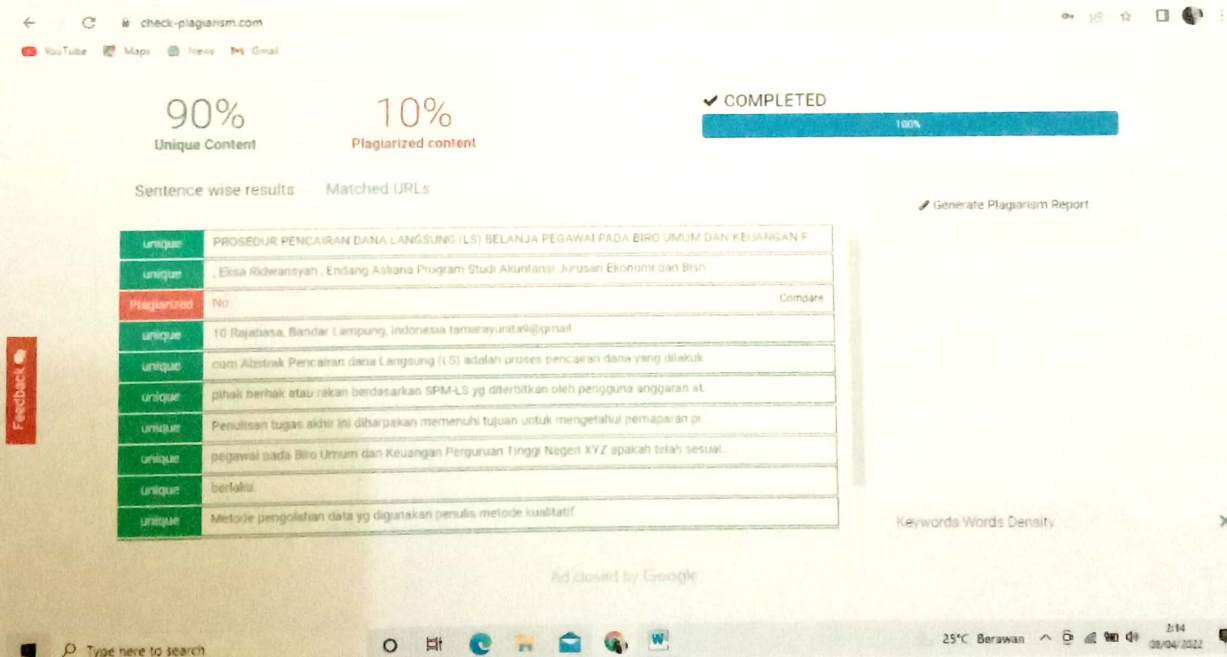 check-plagiarism.com
YouTube Maps News Gmail
90%
Unique Content
10%
Plagiarized content
✔ COMPLETED
100%
Sentence wise results Matched URLs
Generate Plagiarism Report
unique PROSEDUR PENCAIRAN DANA LANGSUNG (LS) BELANJA PEGAWAI PADA BIRO UMUM DAN KEUANGAN P
unique , Eksa Ridwansyah , Endang Asliana Program Studi Akuntansi Jurusan Ekonomi dan Bisn
Plagiarized No Compare
unique 10 Rajabasa, Bandar Lampung, Indonesia tamarayunita9@gmail
unique com Abstrak Pencairan dana Langsung (LS) adalah proses pencairan dana yang dilakuk
unique pihak berhak atau rekan berdasarkan SPM-LS yg diterbitkan oleh pengguna anggaran at
unique Penulisan tugas akhir ini diharpakan memenuhi tujuan untuk mengetahui pemaparan pr
unique pegawai pada Biro Umum dan Keuangan Perguruan Tinggi Negeri XYZ apakah telah sesuai
unique berlaku.
unique Metode pengolahan data yg digunakan penulis metode kualitatif
Feedback
Keywords Words Density
Ad closed by Google
Type here to search
25°C Berawan
2:14
08/04/2022